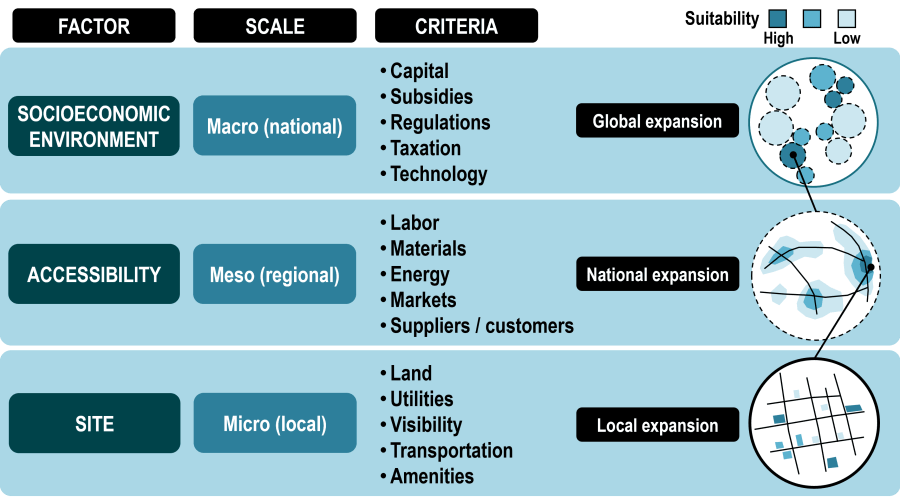 FACTOR
SCALE
CRITERIA
Suitability
High
Low
SOCIOECONOMIC
ENVIRONMENT
Macro (national)
• Capital
• Subsidies
• Regulations
• Taxation
• Technology
Global expansion
ACCESSIBILITY
Meso (regional)
• Labor
• Materials
• Energy
• Markets
• Suppliers / customers
National expansion
SITE
Micro (local)
• Land
• Utilities
• Visibility
• Transportation
• Amenities
Local expansion